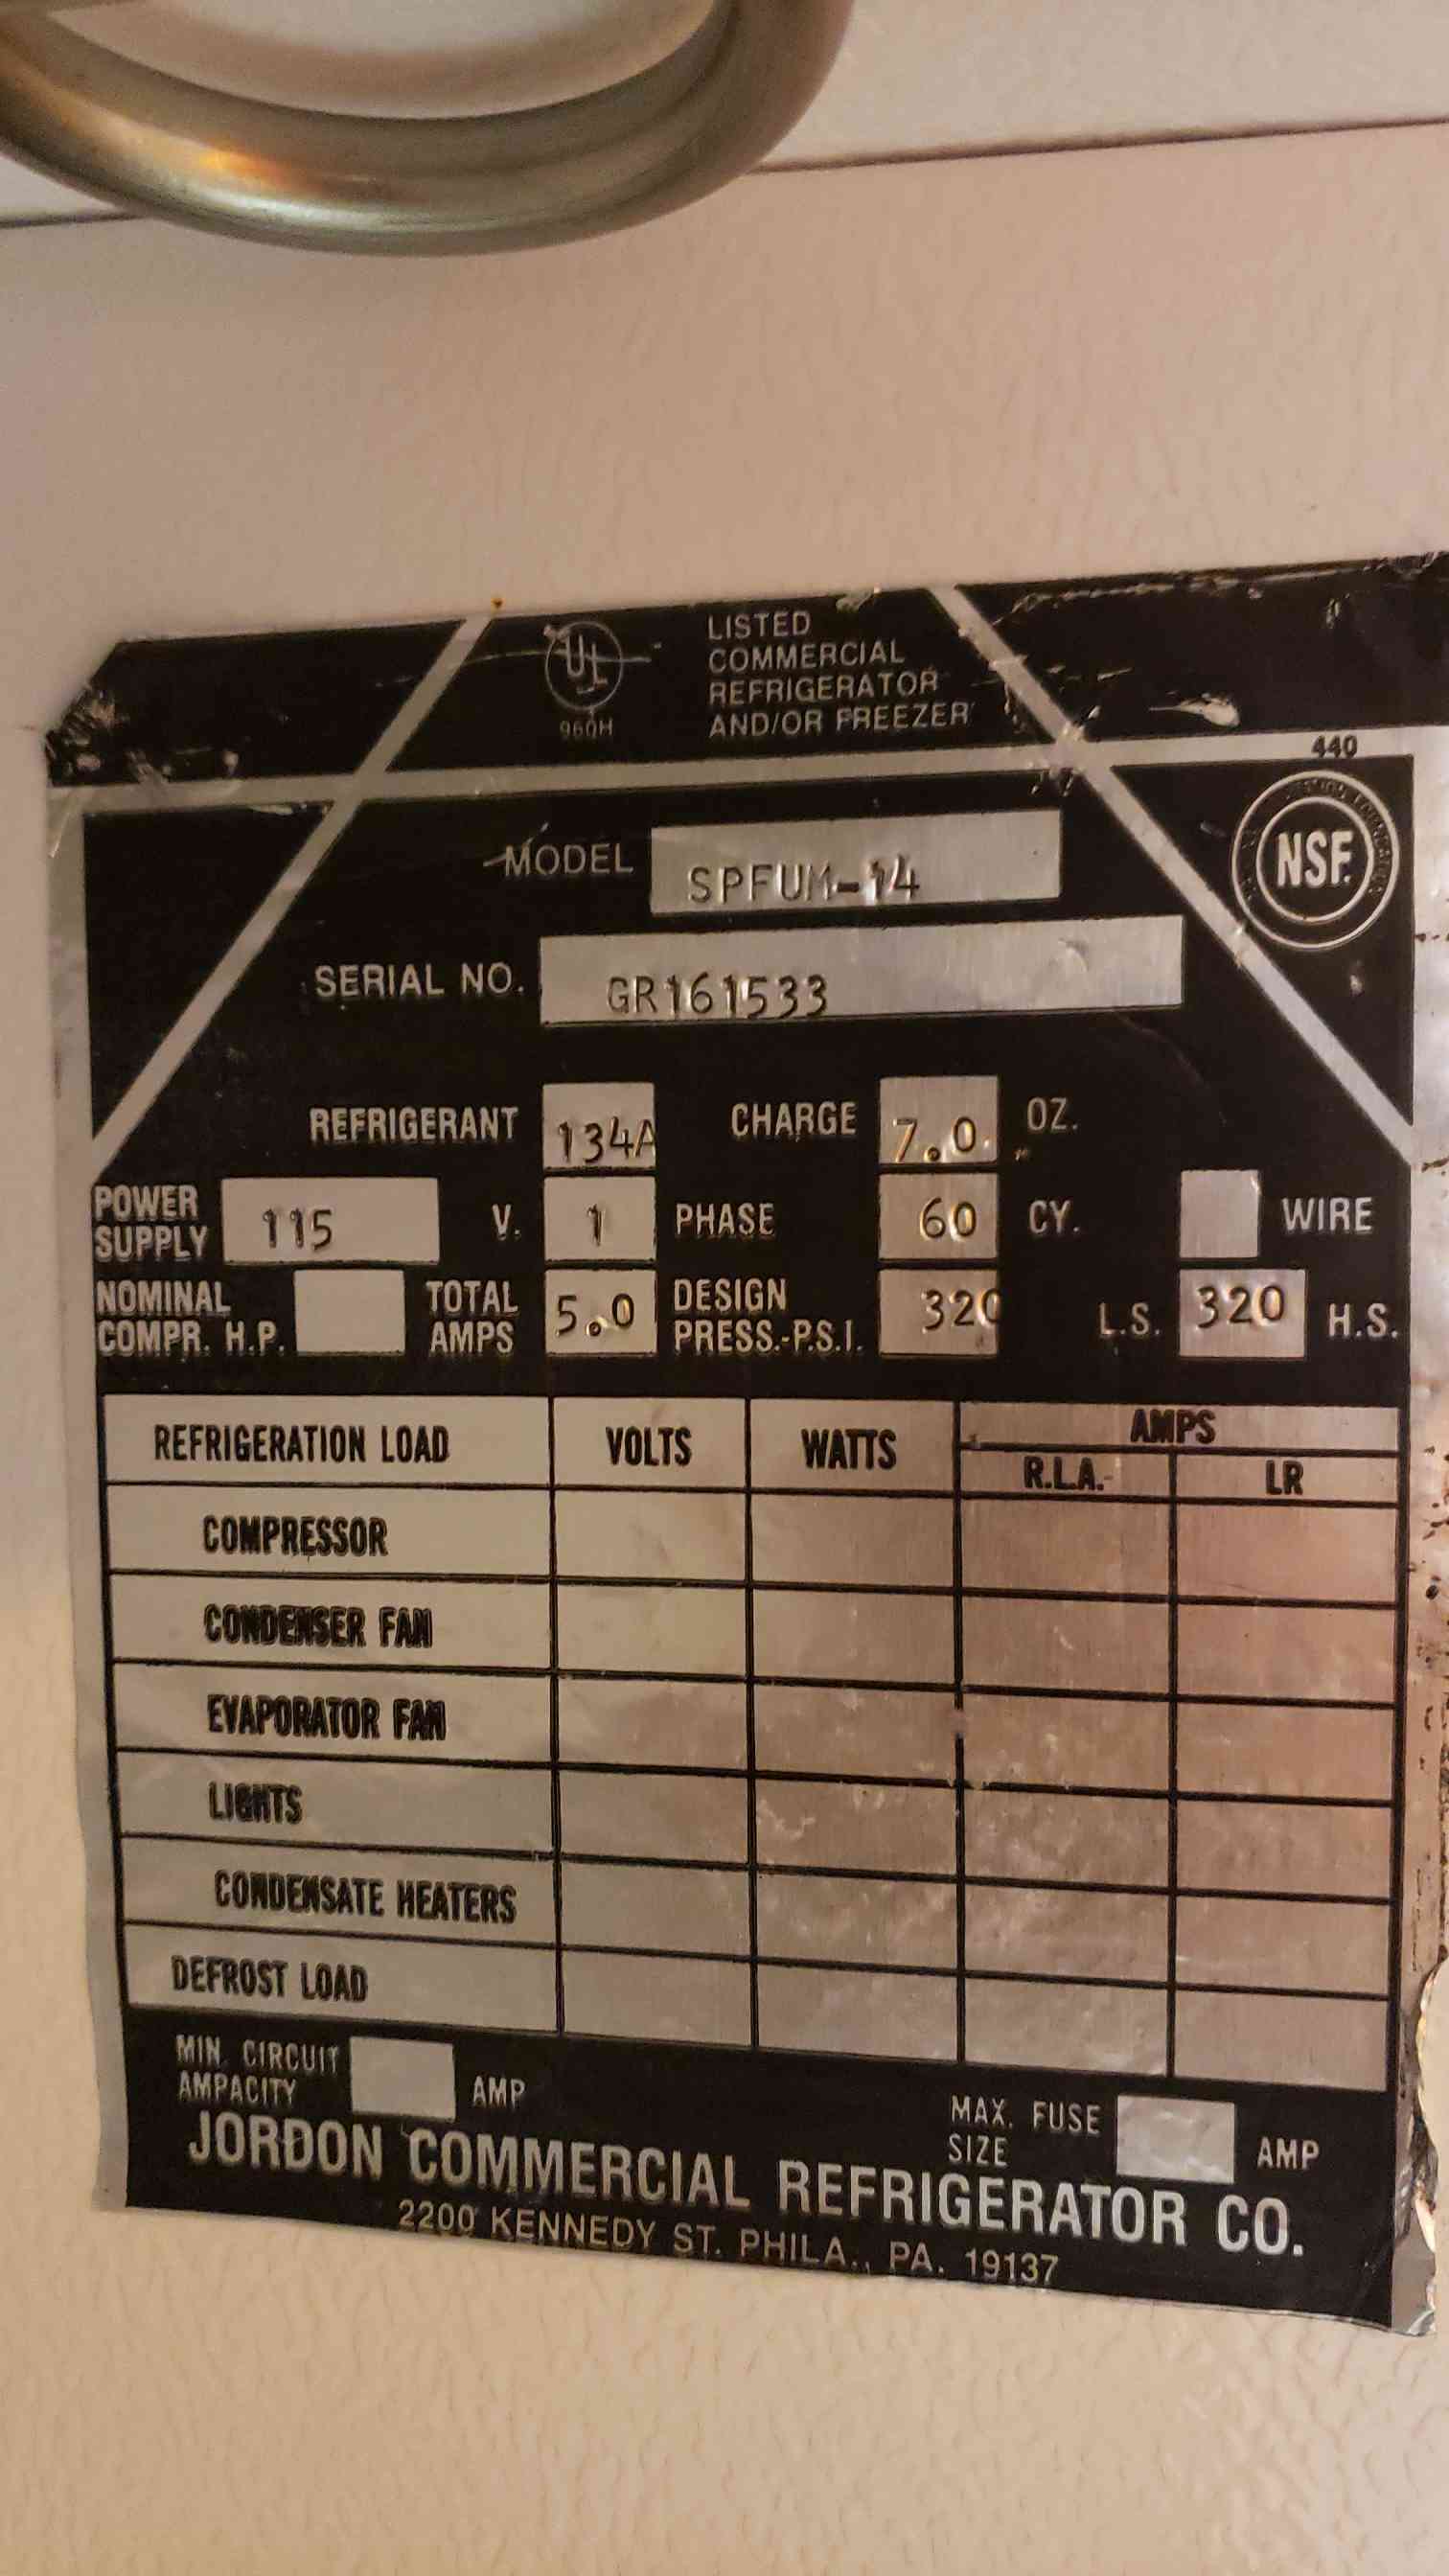 UL
LISTED
COMMERCIAL
REFRIGERATOR
AND/OR FREEZER
960H
440
NSF.
MODEL SPFUM-14
SERIAL NO. GR161533
REFRIGERANT 134A CHARGE 7.0 OZ.
POWER SUPPLY 115 V. 1 PHASE 60 CY. WIRE
NOMINAL COMPR. H.P. TOTAL AMPS 5.0 DESIGN PRESS.-P.S.I. 320 L.S. 320 H.S.
REFRIGERATION LOAD VOLTS WATTS AMPS
R.L.A. LR
COMPRESSOR
CONDENSER FAN
EVAPORATOR FAN
LIGHTS
CONDENSATE HEATERS
DEFROST LOAD
MIN. CIRCUIT AMPACITY AMP
MAX. FUSE SIZE AMP
JORDON COMMERCIAL REFRIGERATOR CO.
2200 KENNEDY ST. PHILA., PA. 19137